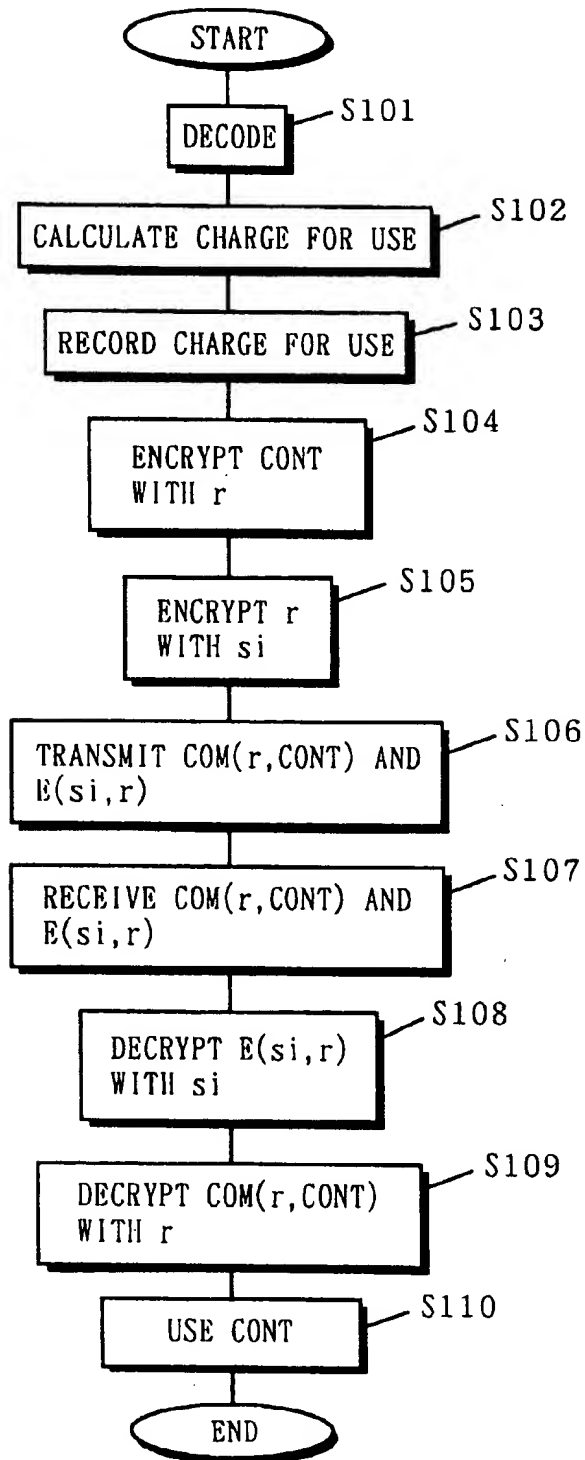 START
S101
DECODE
S102
CALCULATE CHARGE FOR USE
S103
RECORD CHARGE FOR USE
S104
ENCRYPT CONT
WITH r
S105
ENCRYPT r
WITH si
S106
TRANSMIT COM(r,CONT) AND
E(si,r)
S107
RECEIVE COM(r,CONT) AND
E(si,r)
S108
DECRYPT E(si,r)
WITH si
S109
DECRYPT COM(r,CONT)
WITH r
S110
USE CONT
END